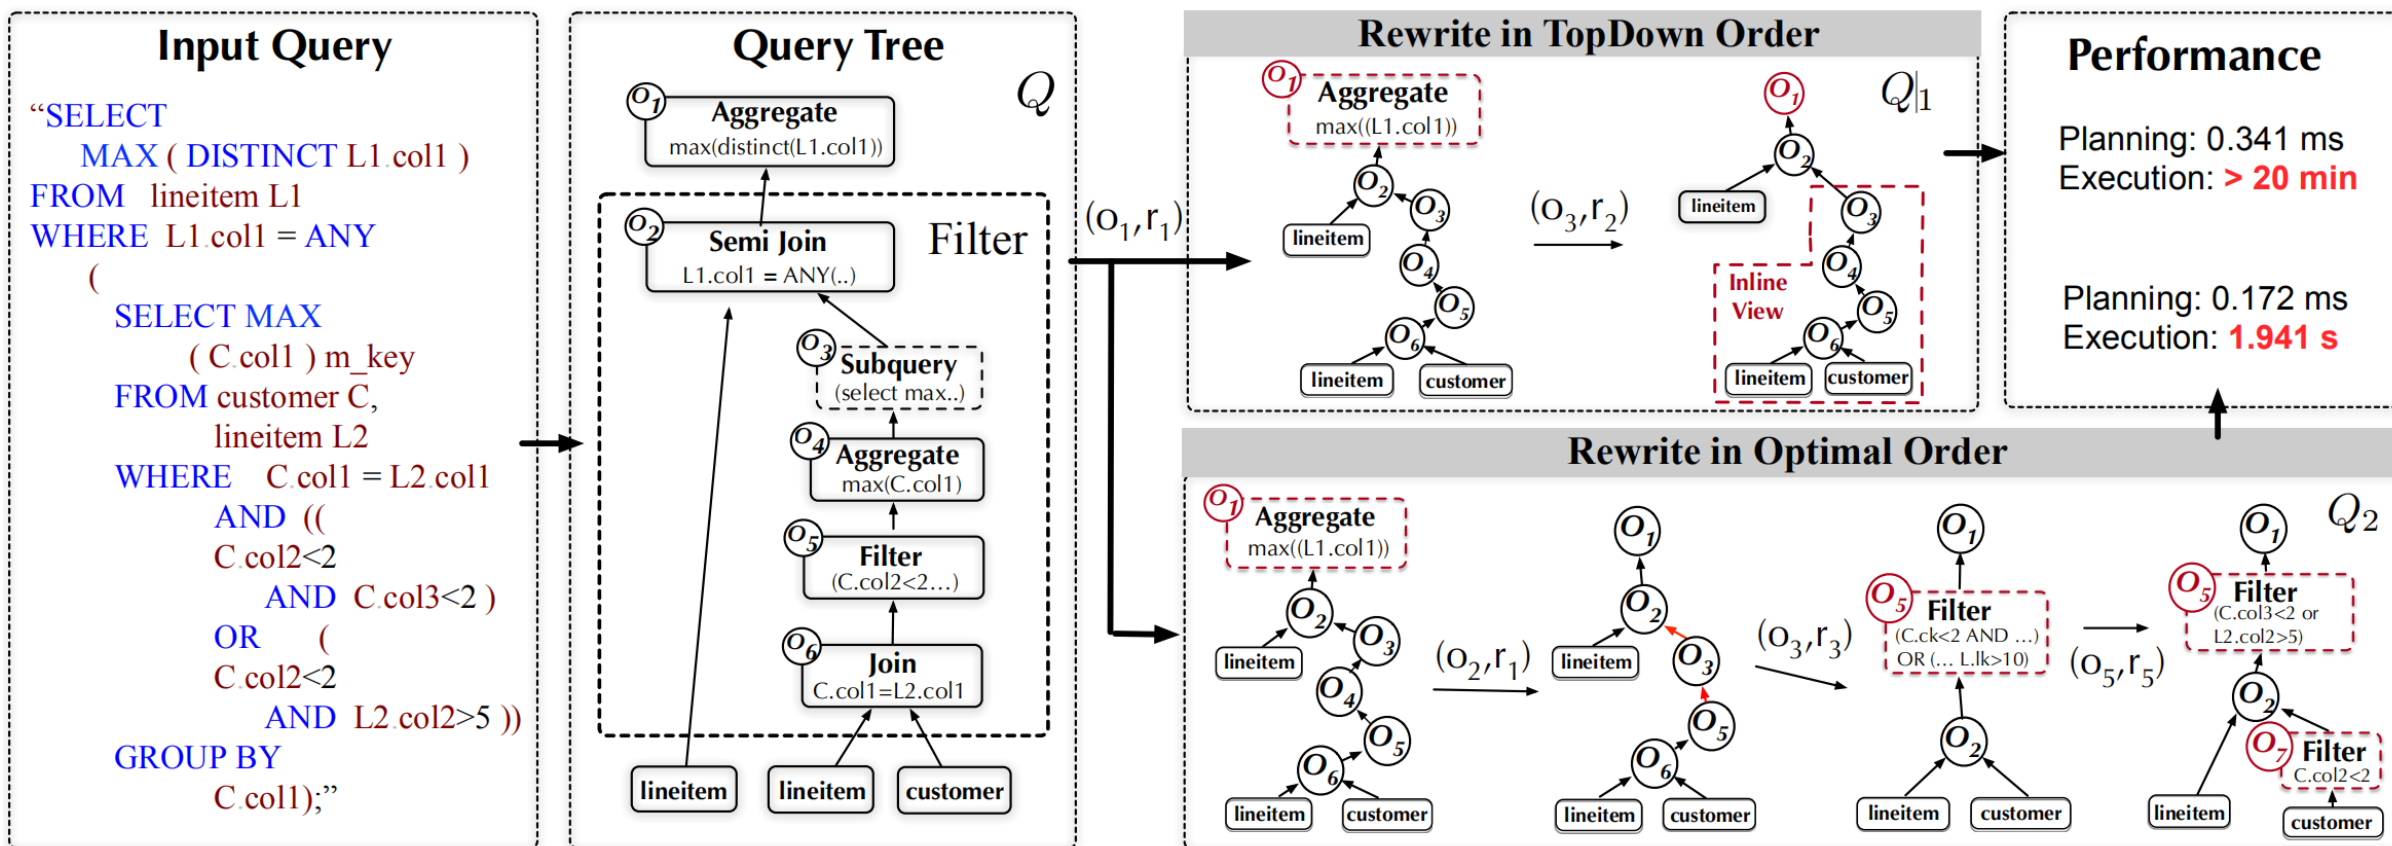 Input Query
“SELECT
MAX ( DISTINCT L1.col1 )
FROM lineitem L1
WHERE L1.col1 = ANY
(
SELECT MAX
( C.col1 ) m_key
FROM customer C,
lineitem L2
WHERE C.col1 = L2.col1
AND ((
C.col2<2
AND C.col3<2 )
OR (
C.col2<2
AND L2.col2>5 ))
GROUP BY
C.col1);”
Query Tree
Q
O1
Aggregate
max(distinct(L1.col1))
Filter
O2
Semi Join
L1.col1 = ANY(..)
O3
Subquery
(select max..)
O4
Aggregate
max(C.col1)
O5
Filter
(C.col2<2...)
O6
Join
C.col1=L2.col1
lineitem
lineitem
customer
(o1,r1)
Rewrite in TopDown Order
O1
Aggregate
max((L1.col1))
O2
O3
lineitem
O4
O5
O6
lineitem
customer
(o3,r2)
Q|1
O1
O2
lineitem
O3
O4
Inline
View
O5
O6
lineitem
customer
Performance
Planning: 0.341 ms
Execution: > 20 min
Planning: 0.172 ms
Execution: 1.941 s
Rewrite in Optimal Order
O1
Aggregate
max((L1.col1))
O2
O3
lineitem
O4
O5
O6
lineitem
customer
(o2,r1)
O1
O2
lineitem
O3
O5
O6
lineitem
customer
(o3,r3)
O1
O5
Filter
(C.ck<2 AND ...)
OR (... L.lk>10)
O2
lineitem
customer
(o5,r5)
Q2
O1
O5
Filter
(C.col3<2 or
L2.col2>5)
O2
O7
Filter
C.col2<2
lineitem
customer